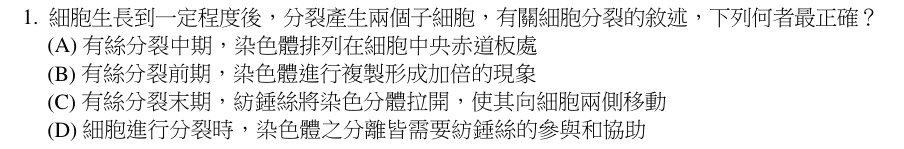 1. 細胞生長到一定程度後，分裂產生兩個子細胞，有關細胞分裂的敘述，下列何者最正確？
(A) 有絲分裂中期，染色體排列在細胞中央赤道板處
(B) 有絲分裂前期，染色體進行複製形成加倍的現象
(C) 有絲分裂末期，紡錘絲將染色分體拉開，使其向細胞兩側移動
(D) 細胞進行分裂時，染色體之分離皆需要紡錘絲的參與和協助